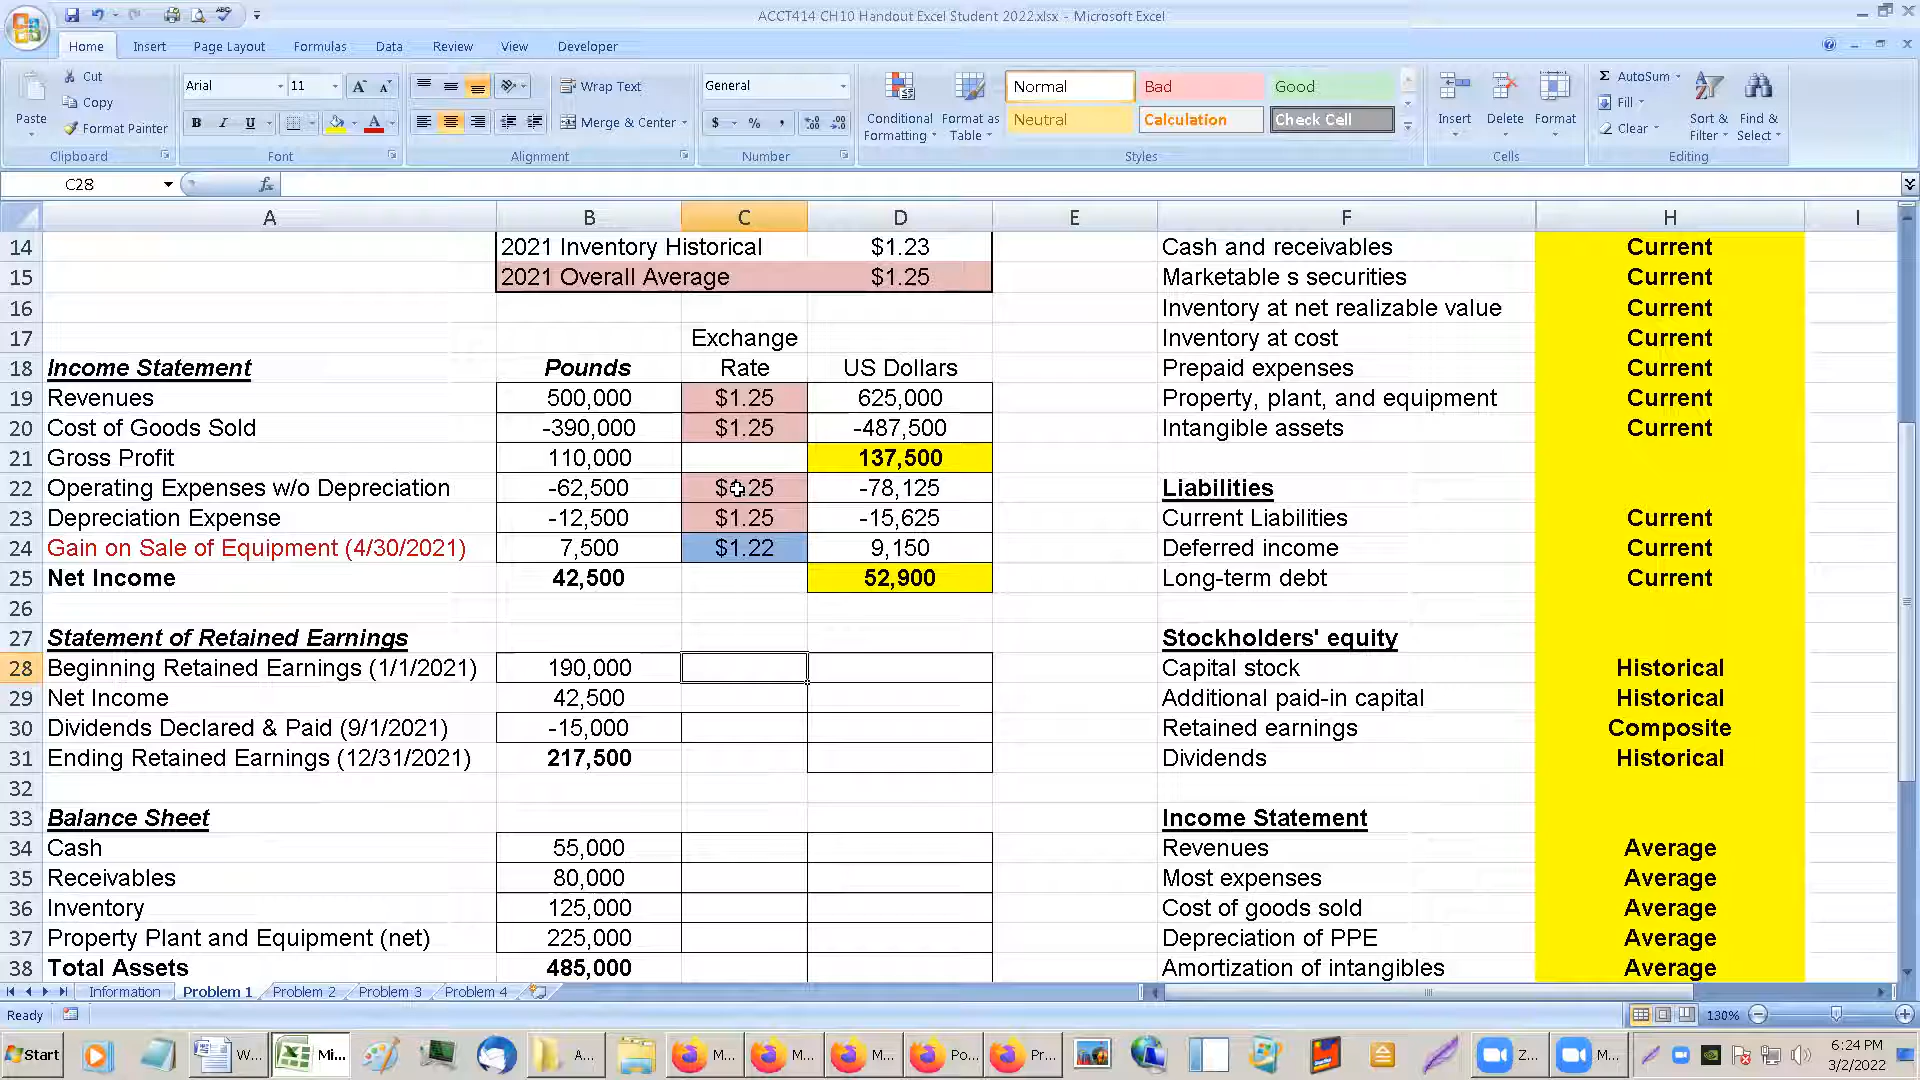 ACCT414 CH10 Handout Excel Student 2022.xlsx - Microsoft Excel
Home Insert Page Layout Formulas Data Review View Developer
Paste Cut Copy Format Painter Clipboard
Arial 11 B I U A Font
Wrap Text Merge & Center Alignment
General $ % , Number
Conditional Formatting Format as Table
Normal Bad Good
Neutral Calculation Check Cell
Styles
Insert Delete Format Cells
Σ AutoSum Fill Clear Sort & Filter Find & Select Editing
C28 fx
A B C D E F H I
14 2021 Inventory Historical $1.23 Cash and receivables Current
15 2021 Overall Average $1.25 Marketable s securities Current
16 Inventory at net realizable value Current
17 Exchange Inventory at cost Current
18 Income Statement Pounds Rate US Dollars Prepaid expenses Current
19 Revenues 500,000 $1.25 625,000 Property, plant, and equipment Current
20 Cost of Goods Sold -390,000 $1.25 -487,500 Intangible assets Current
21 Gross Profit 110,000 137,500
22 Operating Expenses w/o Depreciation -62,500 $ 25 -78,125 Liabilities
23 Depreciation Expense -12,500 $1.25 -15,625 Current Liabilities Current
24 Gain on Sale of Equipment (4/30/2021) 7,500 $1.22 9,150 Deferred income Current
25 Net Income 42,500 52,900 Long-term debt Current
26
27 Statement of Retained Earnings Stockholders' equity
28 Beginning Retained Earnings (1/1/2021) 190,000 Capital stock Historical
29 Net Income 42,500 Additional paid-in capital Historical
30 Dividends Declared & Paid (9/1/2021) -15,000 Retained earnings Composite
31 Ending Retained Earnings (12/31/2021) 217,500 Dividends Historical
32
33 Balance Sheet Income Statement
34 Cash 55,000 Revenues Average
35 Receivables 80,000 Most expenses Average
36 Inventory 125,000 Cost of goods sold Average
37 Property Plant and Equipment (net) 225,000 Depreciation of PPE Average
38 Total Assets 485,000 Amortization of intangibles Average
Information Problem 1 Problem 2 Problem 3 Problem 4
Ready 130%
Start W... Mi... A... M... M... M... Po... Pr... Z... M... 6:24 PM
3/2/2022